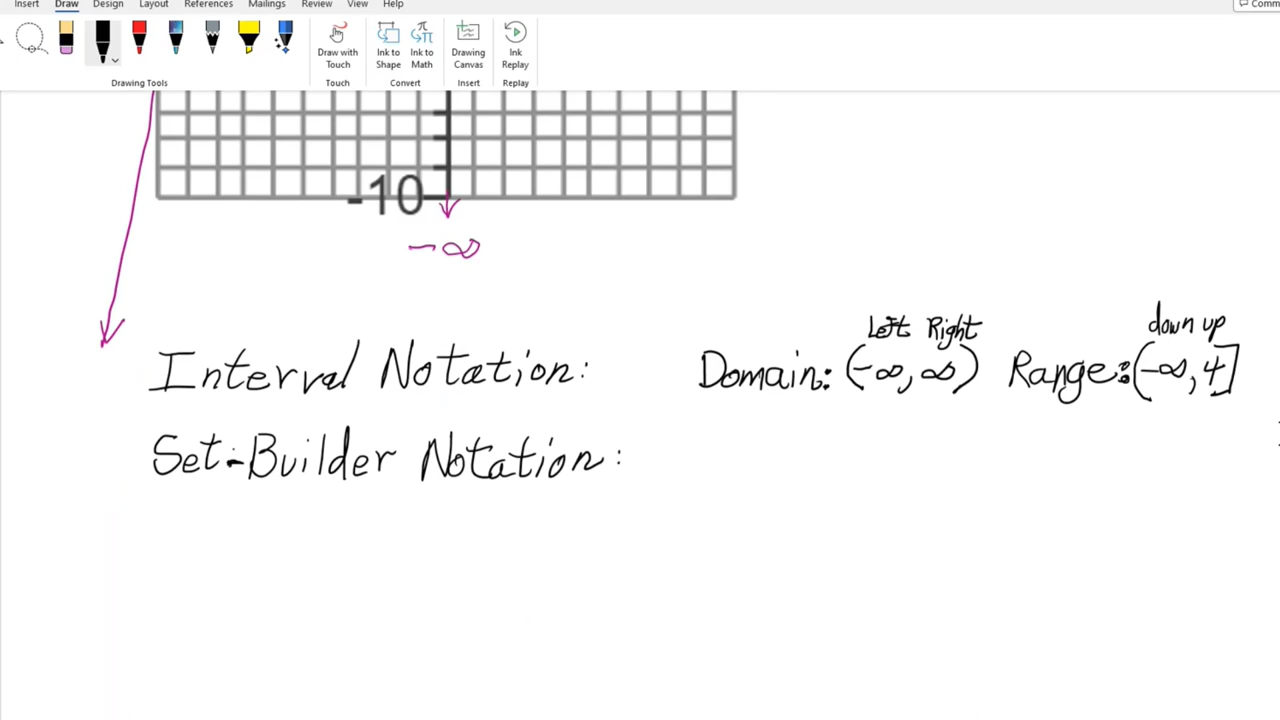 Insert Draw Design Layout References Mailings Review View Help
Draw with Touch
Ink to Shape
Ink to Math
Drawing Canvas
Ink Replay
Drawing Tools Touch Convert Insert Replay
-10
-∞
Left Right down up
Interval Notation: Domain: (-∞, ∞) Range: (-∞, 4]
Set-Builder Notation: